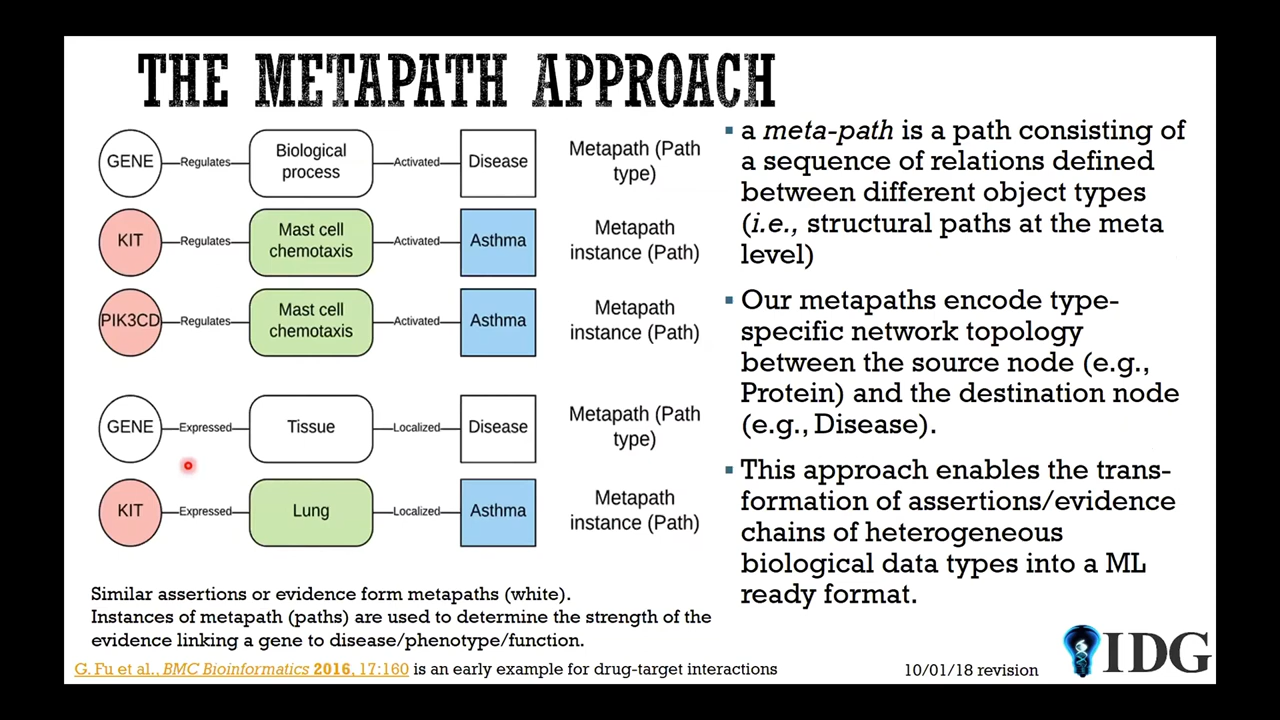 THE METAPATH APPROACH
GENE Regulates Biological process Activated Disease Metapath (Path type)
KIT Regulates Mast cell chemotaxis Activated Asthma Metapath instance (Path)
PIK3CD Regulates Mast cell chemotaxis Activated Asthma Metapath instance (Path)
GENE Expressed Tissue Localized Disease Metapath (Path type)
KIT Expressed Lung Localized Asthma Metapath instance (Path)
Similar assertions or evidence form metapaths (white).
Instances of metapath (paths) are used to determine the strength of the
evidence linking a gene to disease/phenotype/function.
▪ a meta-path is a path consisting of
a sequence of relations defined
between different object types
(i.e., structural paths at the meta
level)
▪ Our metapaths encode type-
specific network topology
between the source node (e.g.,
Protein) and the destination node
(e.g., Disease).
▪ This approach enables the trans-
formation of assertions/evidence
chains of heterogeneous
biological data types into a ML
ready format.
G. Fu et al., BMC Bioinformatics 2016, 17:160 is an early example for drug-target interactions
10/01/18 revision
IDG